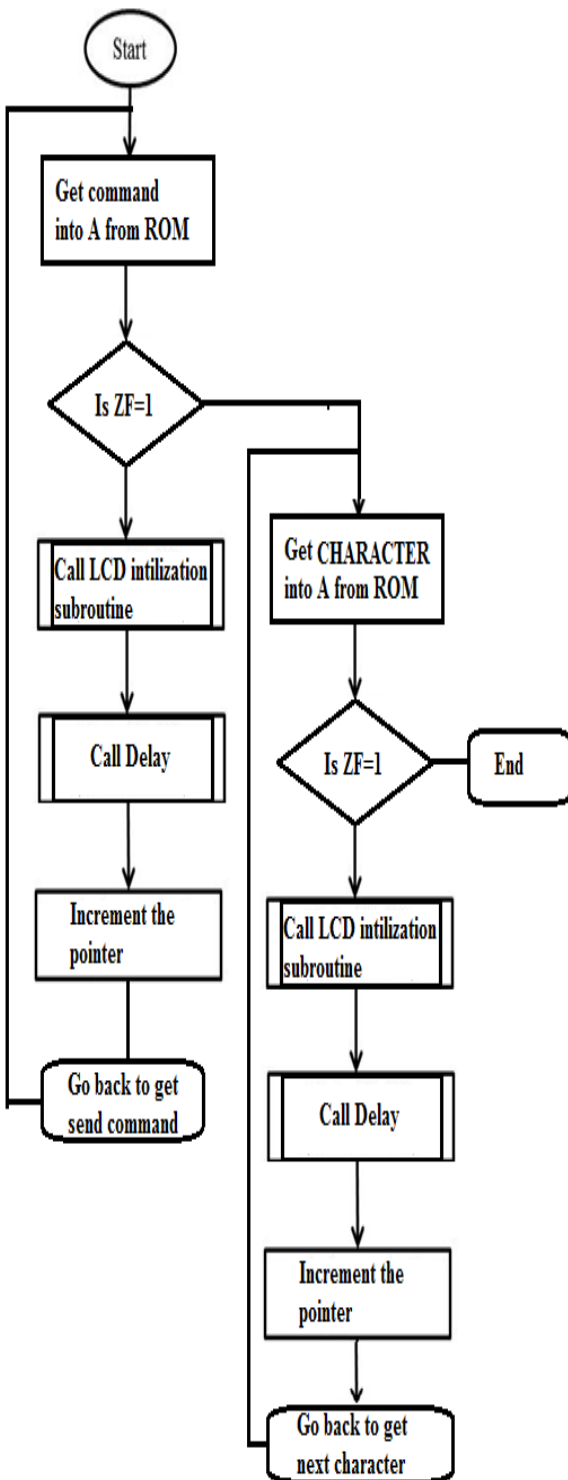 Start
Get command
into A from ROM
Is ZF=1
Call LCD intilization
subroutine
Call Delay
Increment the
pointer
Go back to get
send command
Get CHARACTER
into A from ROM
Is ZF=1
End
Call LCD intilization
subroutine
Call Delay
Increment the
pointer
Go back to get
next character